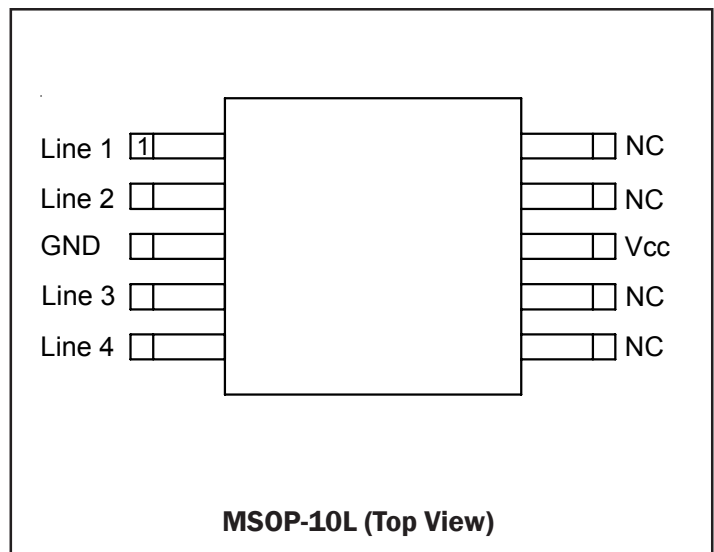 Line 1 1 NC
Line 2 NC
GND Vcc
Line 3 NC
Line 4 NC
MSOP-10L (Top View)